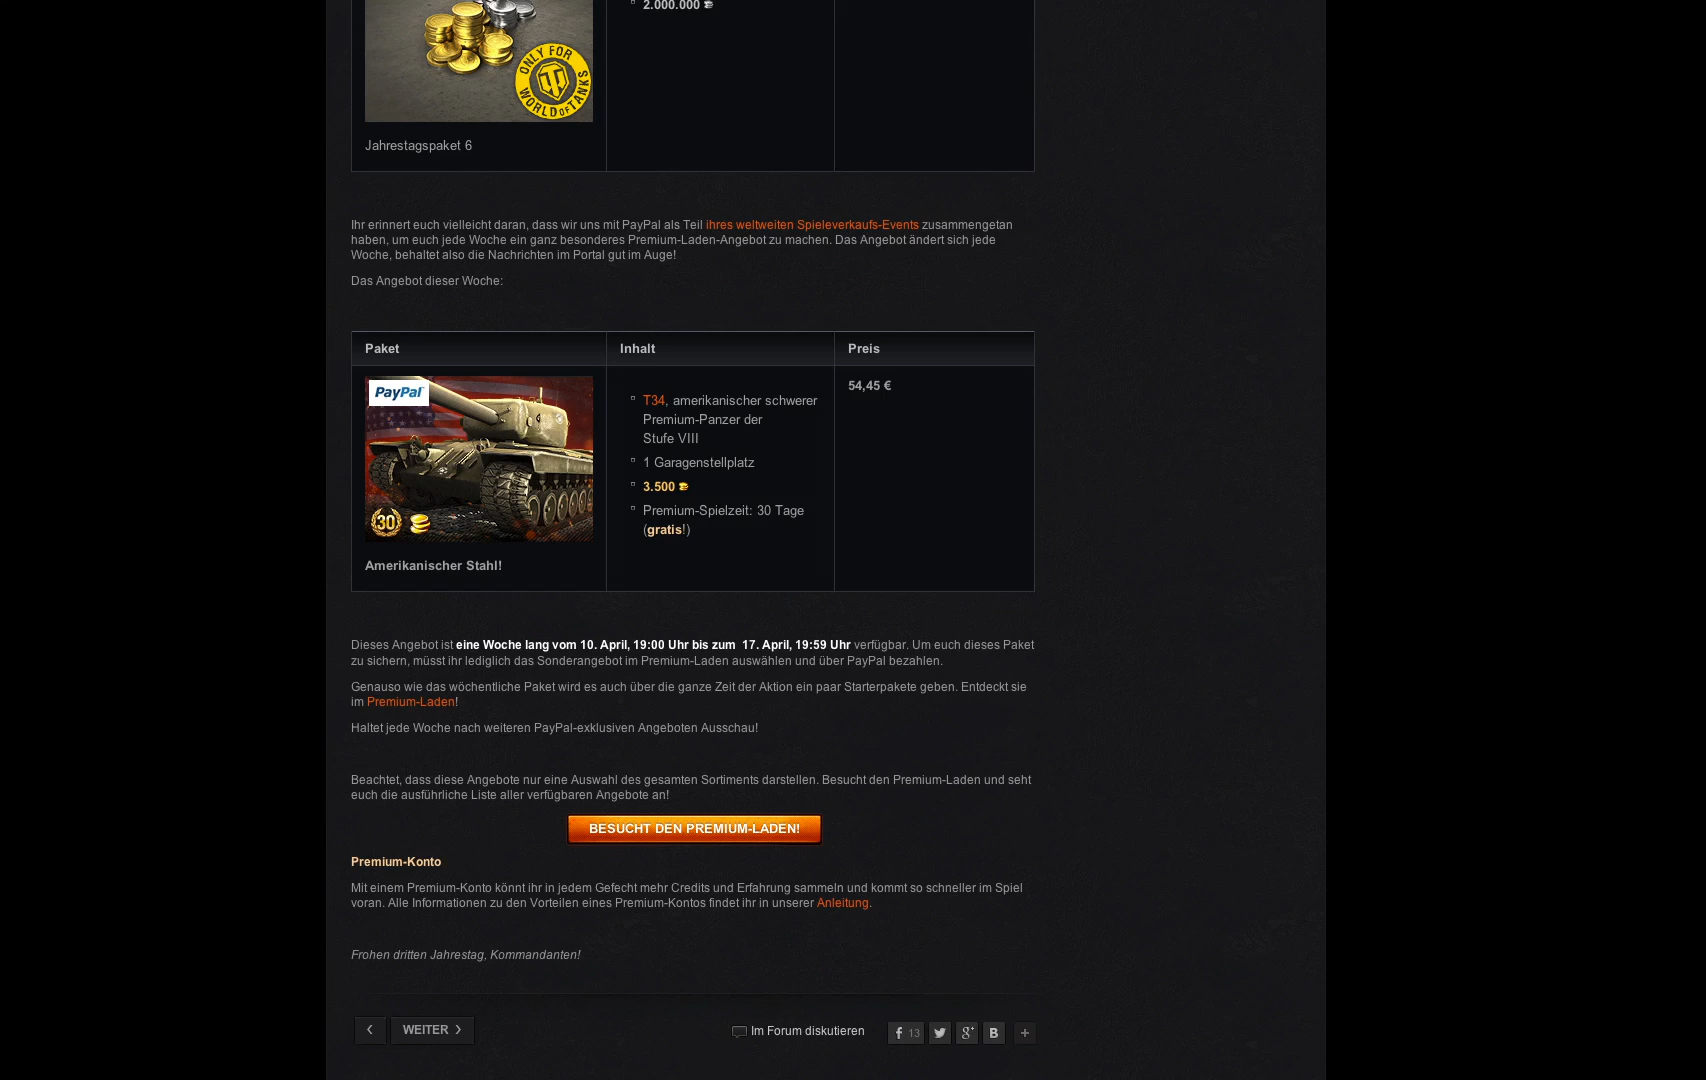 2.000.000
ONLY FOR
WORLD OF TANKS
Jahrestagspaket 6
Ihr erinnert euch vielleicht daran, dass wir uns mit PayPal als Teil ihres weltweiten Spieleverkaufs-Events zusammengetan
haben, um euch jede Woche ein ganz besonderes Premium-Laden-Angebot zu machen. Das Angebot ändert sich jede
Woche, behaltet also die Nachrichten im Portal gut im Auge!
Das Angebot dieser Woche:
Paket
Inhalt
Preis
PayPal
30
Amerikanischer Stahl!
T34, amerikanischer schwerer
Premium-Panzer der
Stufe VIII
1 Garagenstellplatz
3.500
Premium-Spielzeit: 30 Tage
(gratis!)
54,45 €
Dieses Angebot ist eine Woche lang vom 10. April, 19:00 Uhr bis zum 17. April, 19:59 Uhr verfügbar. Um euch dieses Paket
zu sichern, müsst ihr lediglich das Sonderangebot im Premium-Laden auswählen und über PayPal bezahlen.
Genauso wie das wöchentliche Paket wird es auch über die ganze Zeit der Aktion ein paar Starterpakete geben. Entdeckt sie
im Premium-Laden!
Haltet jede Woche nach weiteren PayPal-exklusiven Angeboten Ausschau!
Beachtet, dass diese Angebote nur eine Auswahl des gesamten Sortiments darstellen. Besucht den Premium-Laden und seht
euch die ausführliche Liste aller verfügbaren Angebote an!
BESUCHT DEN PREMIUM-LADEN!
Premium-Konto
Mit einem Premium-Konto könnt ihr in jedem Gefecht mehr Credits und Erfahrung sammeln und kommt so schneller im Spiel
voran. Alle Informationen zu den Vorteilen eines Premium-Kontos findet ihr in unserer Anleitung.
Frohen dritten Jahrestag, Kommandanten!
WEITER
Im Forum diskutieren
13